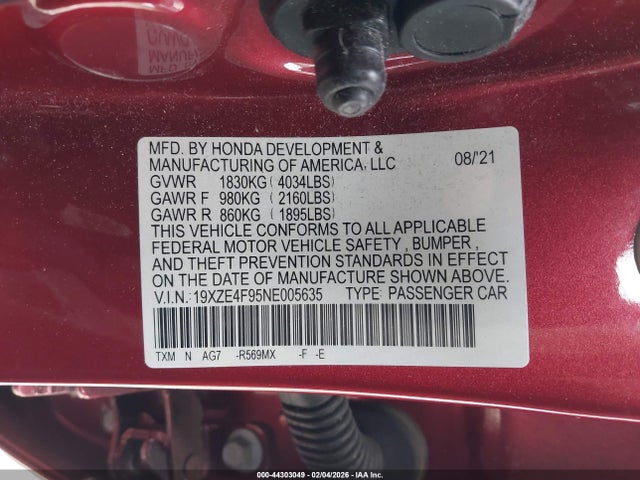 MFD. BY HONDA DEVELOPMENT &
MANUFACTURING OF AMERICA, LLC 08/'21
GVWR 1830KG ( 4034LBS)
GAWR F 980KG ( 2160LBS)
GAWR R 860KG ( 1895LBS)
THIS VEHICLE CONFORMS TO ALL APPLICABLE
FEDERAL MOTOR VEHICLE SAFETY , BUMPER ,
AND THEFT PREVENTION STANDARDS IN EFFECT
ON THE DATE OF MANUFACTURE SHOWN ABOVE.
V.I.N.: 19XZE4F95NE005635 TYPE: PASSENGER CAR
TXM N AG7 -R569MX -F -E
000-44303049 | 02/04/2026 | IAA Inc.